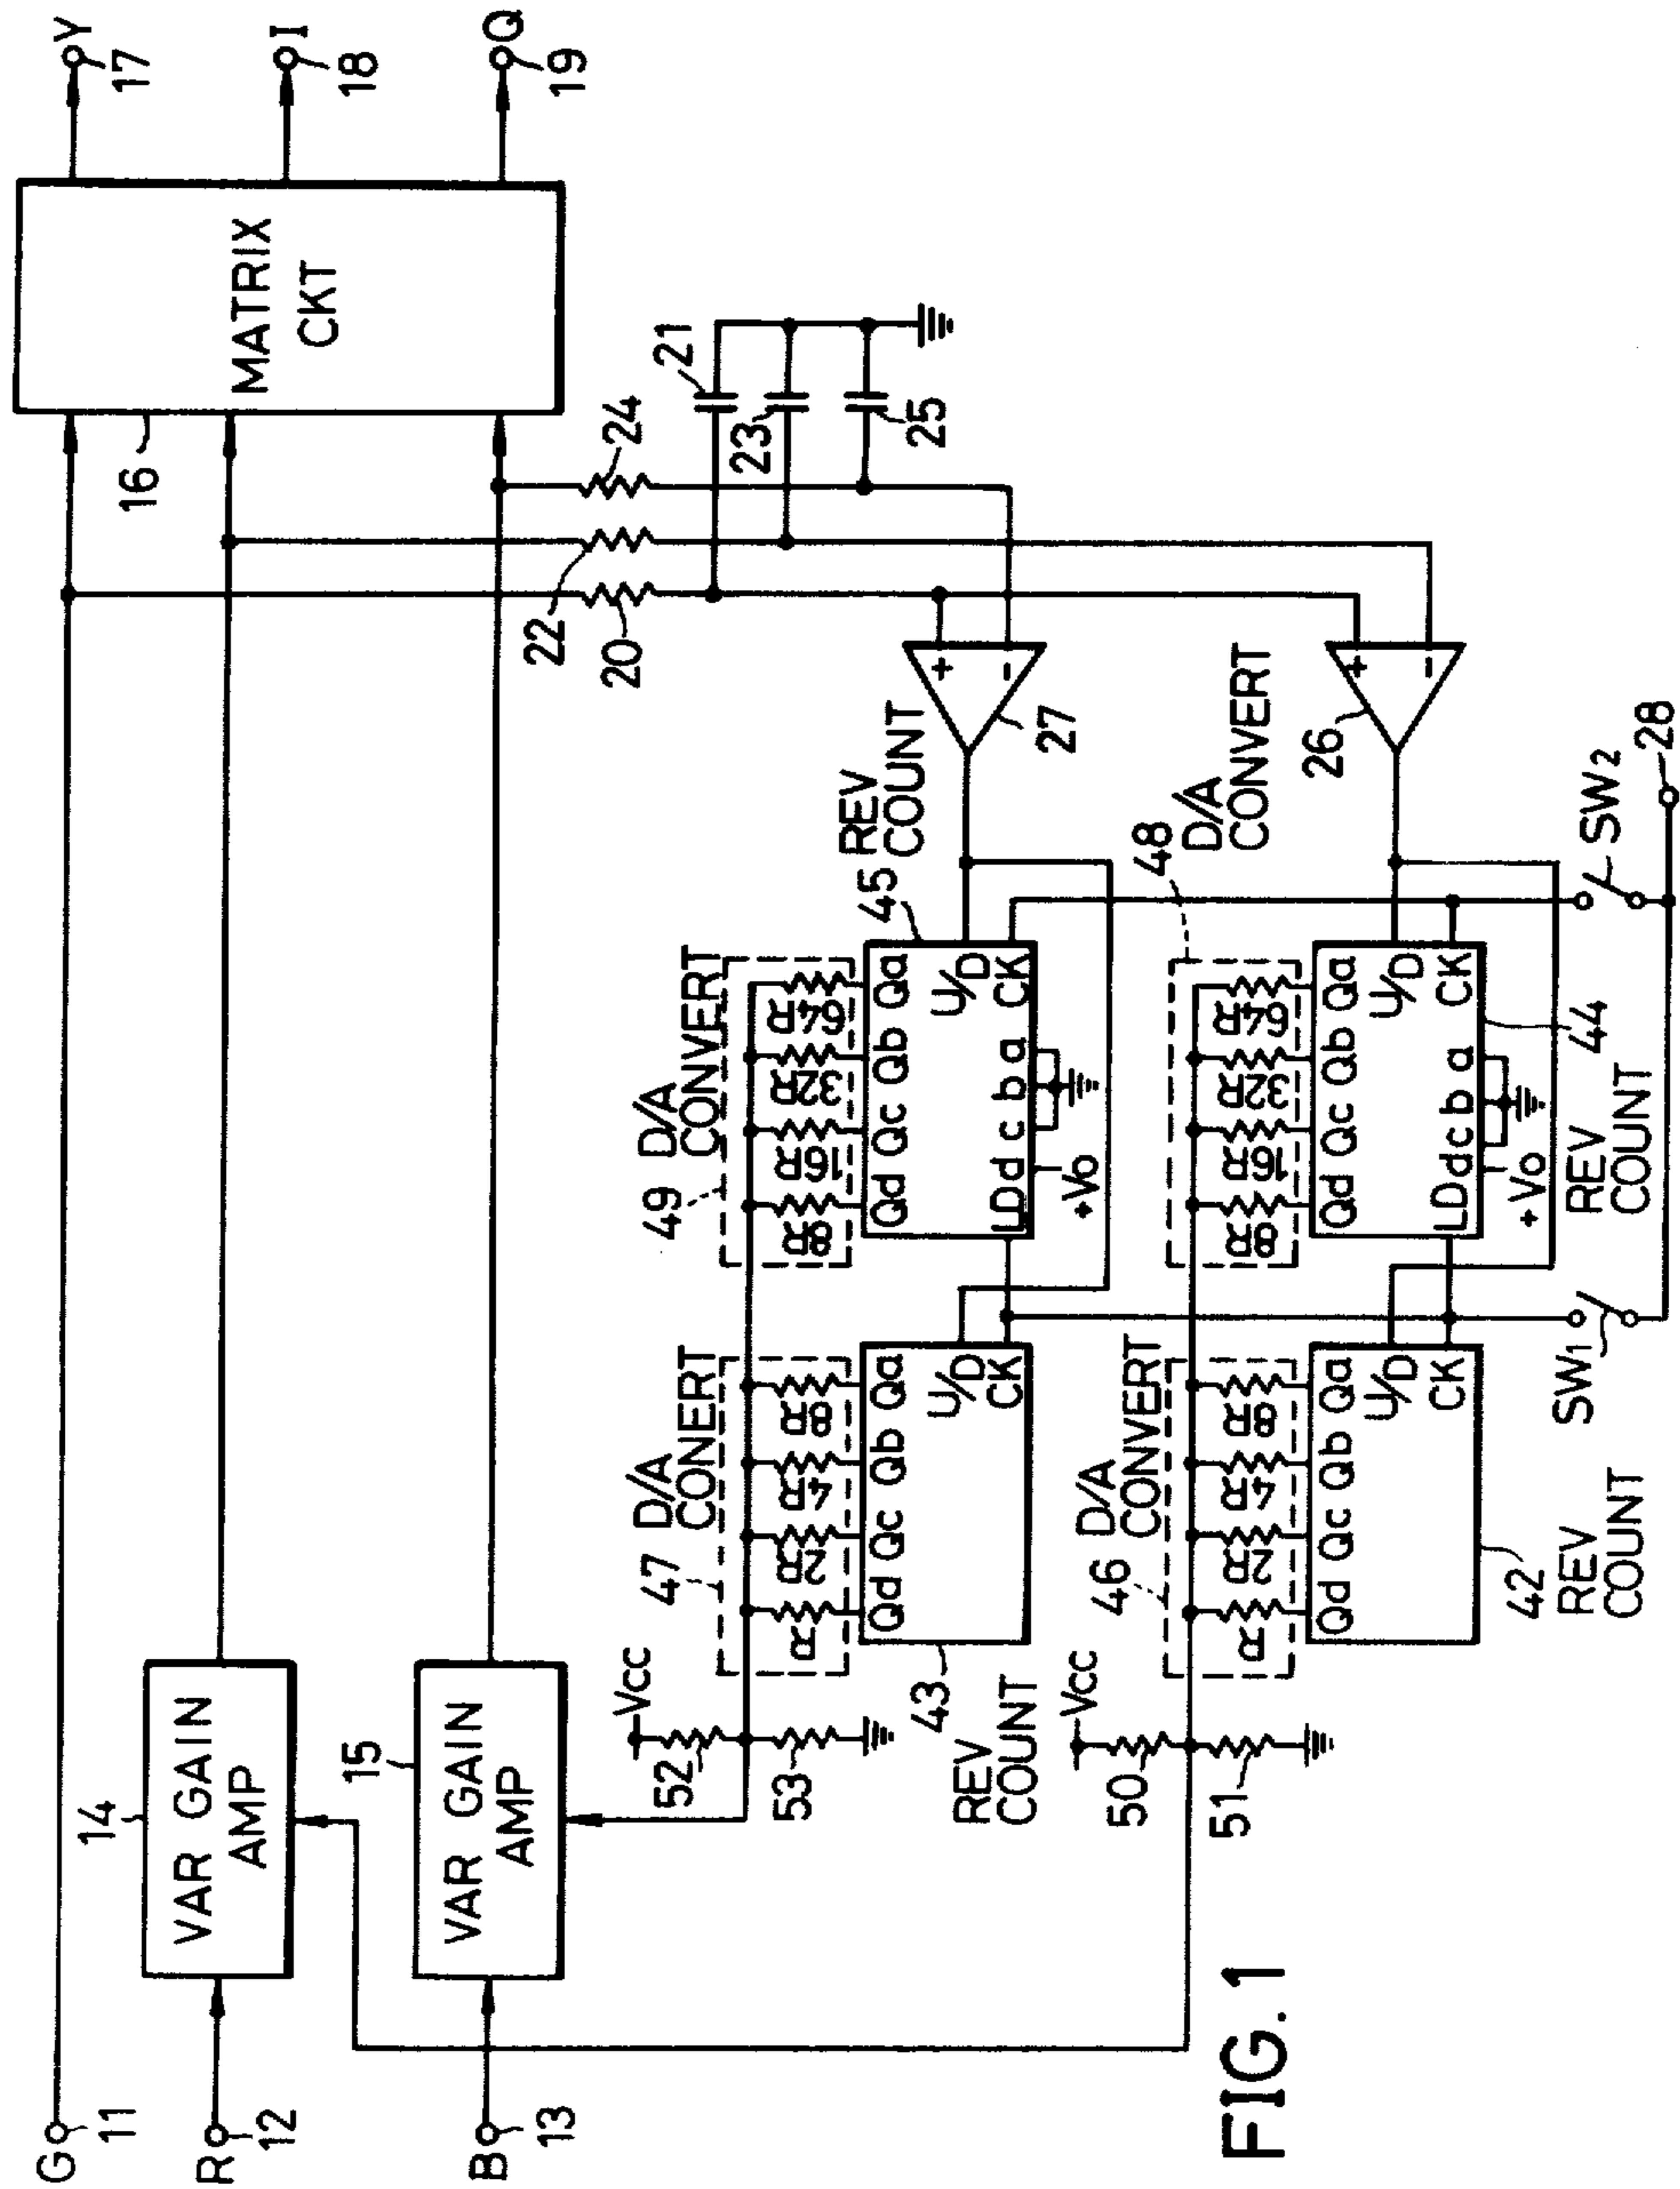 G
11
R
12
B
13
14
VAR GAIN
AMP
15
VAR GAIN
AMP
16
MATRIX
CKT
Y
17
I
18
Q
19
20
22
24
21
23
25
52
Vcc
53
47
D/A
CONERT
R
2R
4R
8R
Qd Qc Qb Qa
U/D
CK
43
REV
COUNT
49
D/A
CONVERT
8R
16R
32R
64R
Qd Qc Qb Qa
U/D
LD d c b a CK
+Vo
45
REV
COUNT
27
+
-
50
Vcc
51
46
D/A
CONVERT
R
2R
4R
8R
Qd Qc Qb Qa
U/D
CK
42
REV
COUNT
48
D/A
CONVERT
8R
16R
32R
64R
Qd Qc Qb Qa
U/D
LD d c b a CK
+Vo
44
REV
COUNT
26
+
-
SW1
SW2
28
FIG. 1